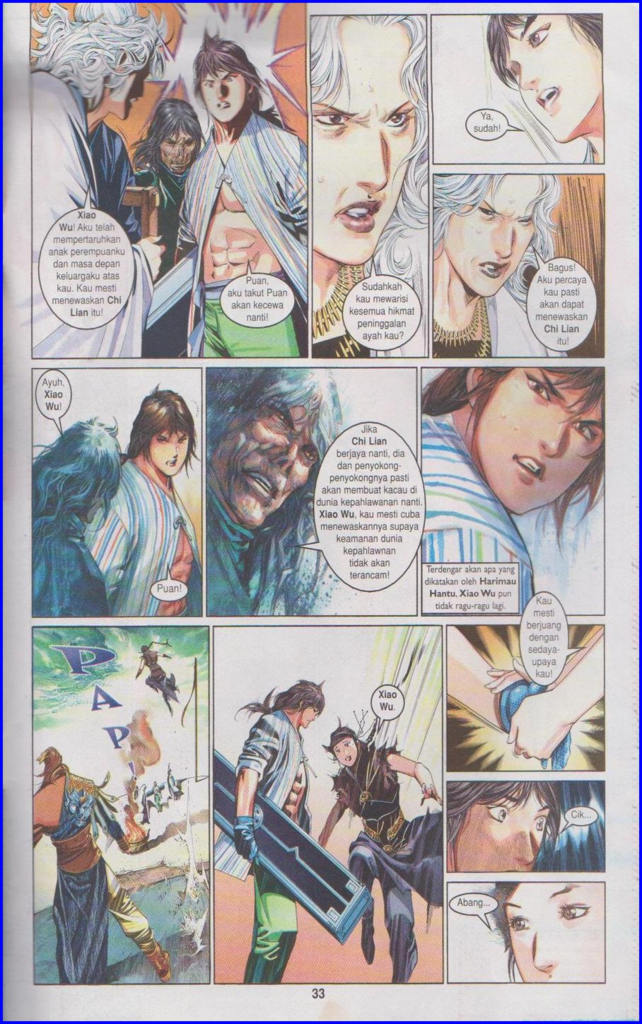 Xiao
Wu! Aku telah
mempertaruhkan
anak perempuanku
dan masa depan
keluargaku atas
kau. Kau mesti
menewaskan Chi
Lian itu!
Puan,
aku takut Puan
akan kecewa
nanti!
Sudahkah
kau mewarisi
kesemua hikmat
peninggalan
ayah kau?
Ya,
sudah!
Bagus!
Aku percaya
kau pasti
akan dapat
menewaskan
Chi Lian
itu!
Ayuh,
Xiao
Wu!
Puan!
Jika
Chi Lian
berjaya nanti, dia
dan penyokong-
penyokongnya pasti
akan membuat kacau di
dunia kepahlawanan nanti.
Xiao Wu, kau mesti cuba
menewaskannya supaya
keamanan dunia
kepahlawnan
tidak akan
terancam!
Terdengar akan apa yang
dikatakan oleh Harimau
Hantu, Xiao Wu pun
tidak ragu-ragu lagi.
PAP!
Xiao
Wu.
Kau
mesti
berjuang
dengan
sedaya-
upaya
kau!
Cik...
Abang...
33